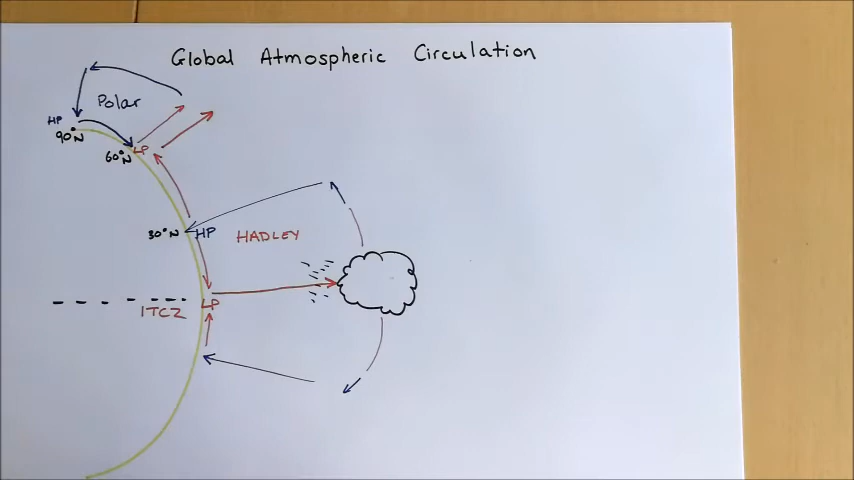 Global Atmospheric Circulation
Polar
HP
90°N
60°N LP
30°N HP
HADLEY
LP
ITCZ